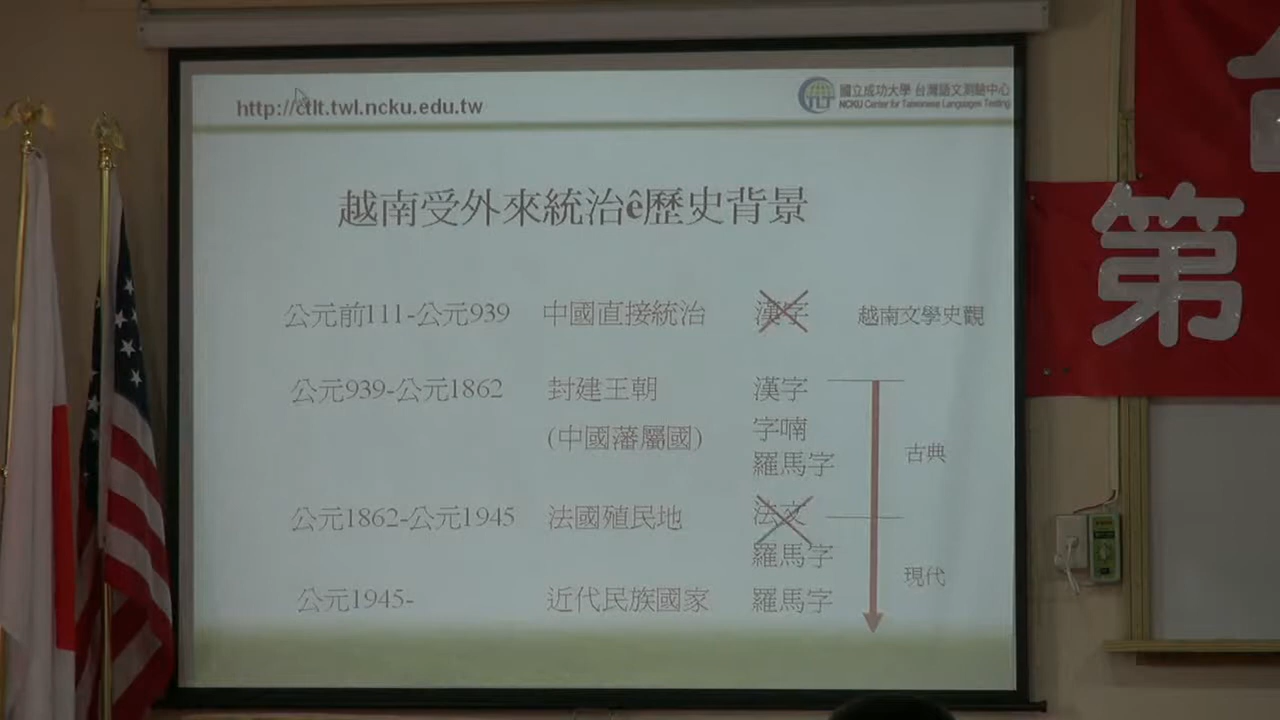 http://ctlt.twl.ncku.edu.tw
國立成功大學 台灣語文測驗中心
NCKU Center for Taiwanese Languages Testing
越南受外來統治ê歷史背景
公元前111-公元939 中國直接統治 漢字 越南文學史觀
公元939-公元1862 封建王朝 漢字
(中國藩屬國) 字喃
羅馬字
古典
公元1862-公元1945 法國殖民地 法文
羅馬字
現代
公元1945- 近代民族國家 羅馬字
第